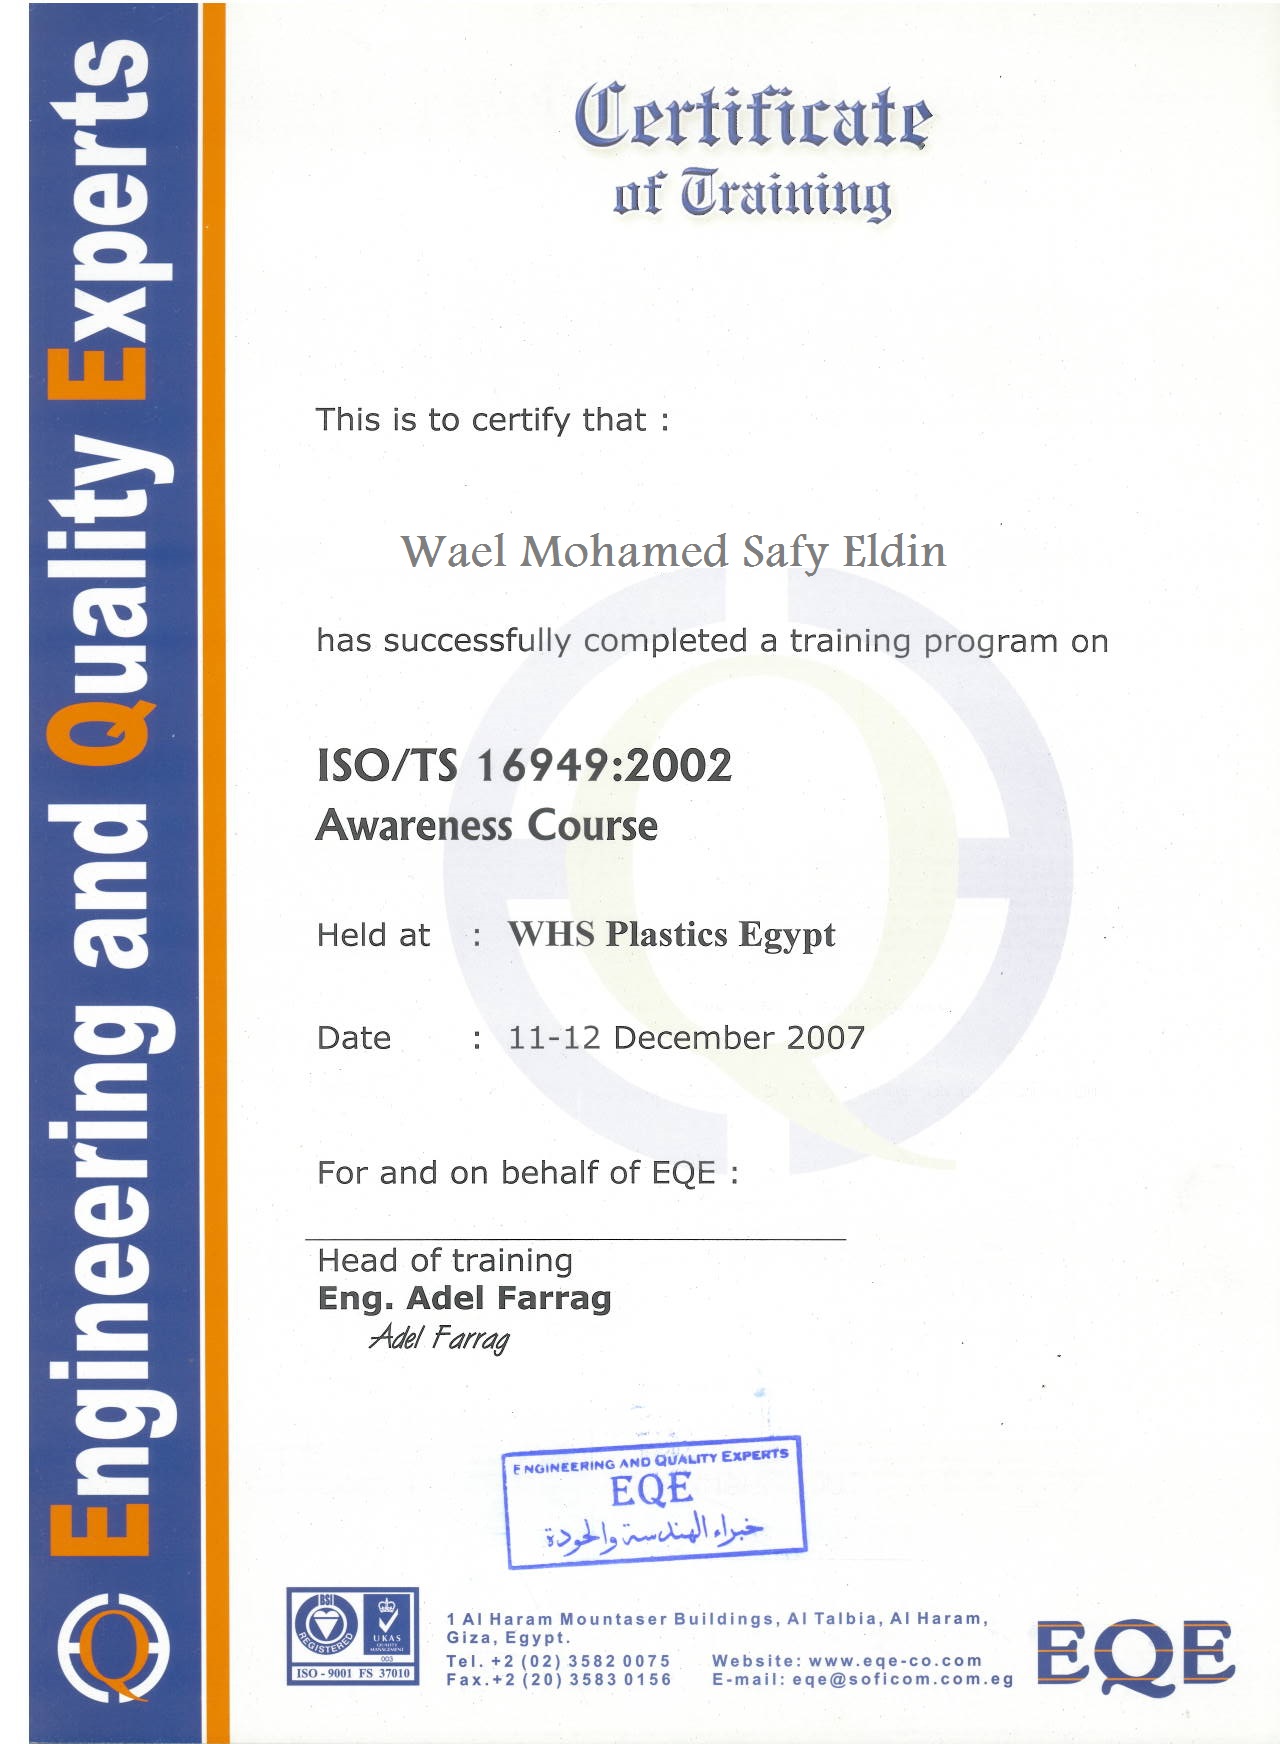 Engineering and Quality Experts
Certificate
of Training
This is to certify that :
Wael Mohamed Safy Eldin
has successfully completed a training program on
ISO/TS 16949:2002
Awareness Course
Held at : WHS Plastics Egypt
Date : 11-12 December 2007
For and on behalf of EQE :
Head of training
Eng. Adel Farrag
Adel Farrag
ENGINEERING AND QUALITY EXPERTS
EQE
خبراء الهندسة والجودة
BSI
REGISTERED
UKAS
QUALITY
MANAGEMENT
003
ISO - 9001 FS 37010
1 Al Haram Mountaser Buildings, Al Talbia, Al Haram,
Giza, Egypt.
Tel. +2 (02) 3582 0075 Website: www.eqe-co.com
Fax.+2 (20) 3583 0156 E-mail: eqe@soficom.com.eg
EQE